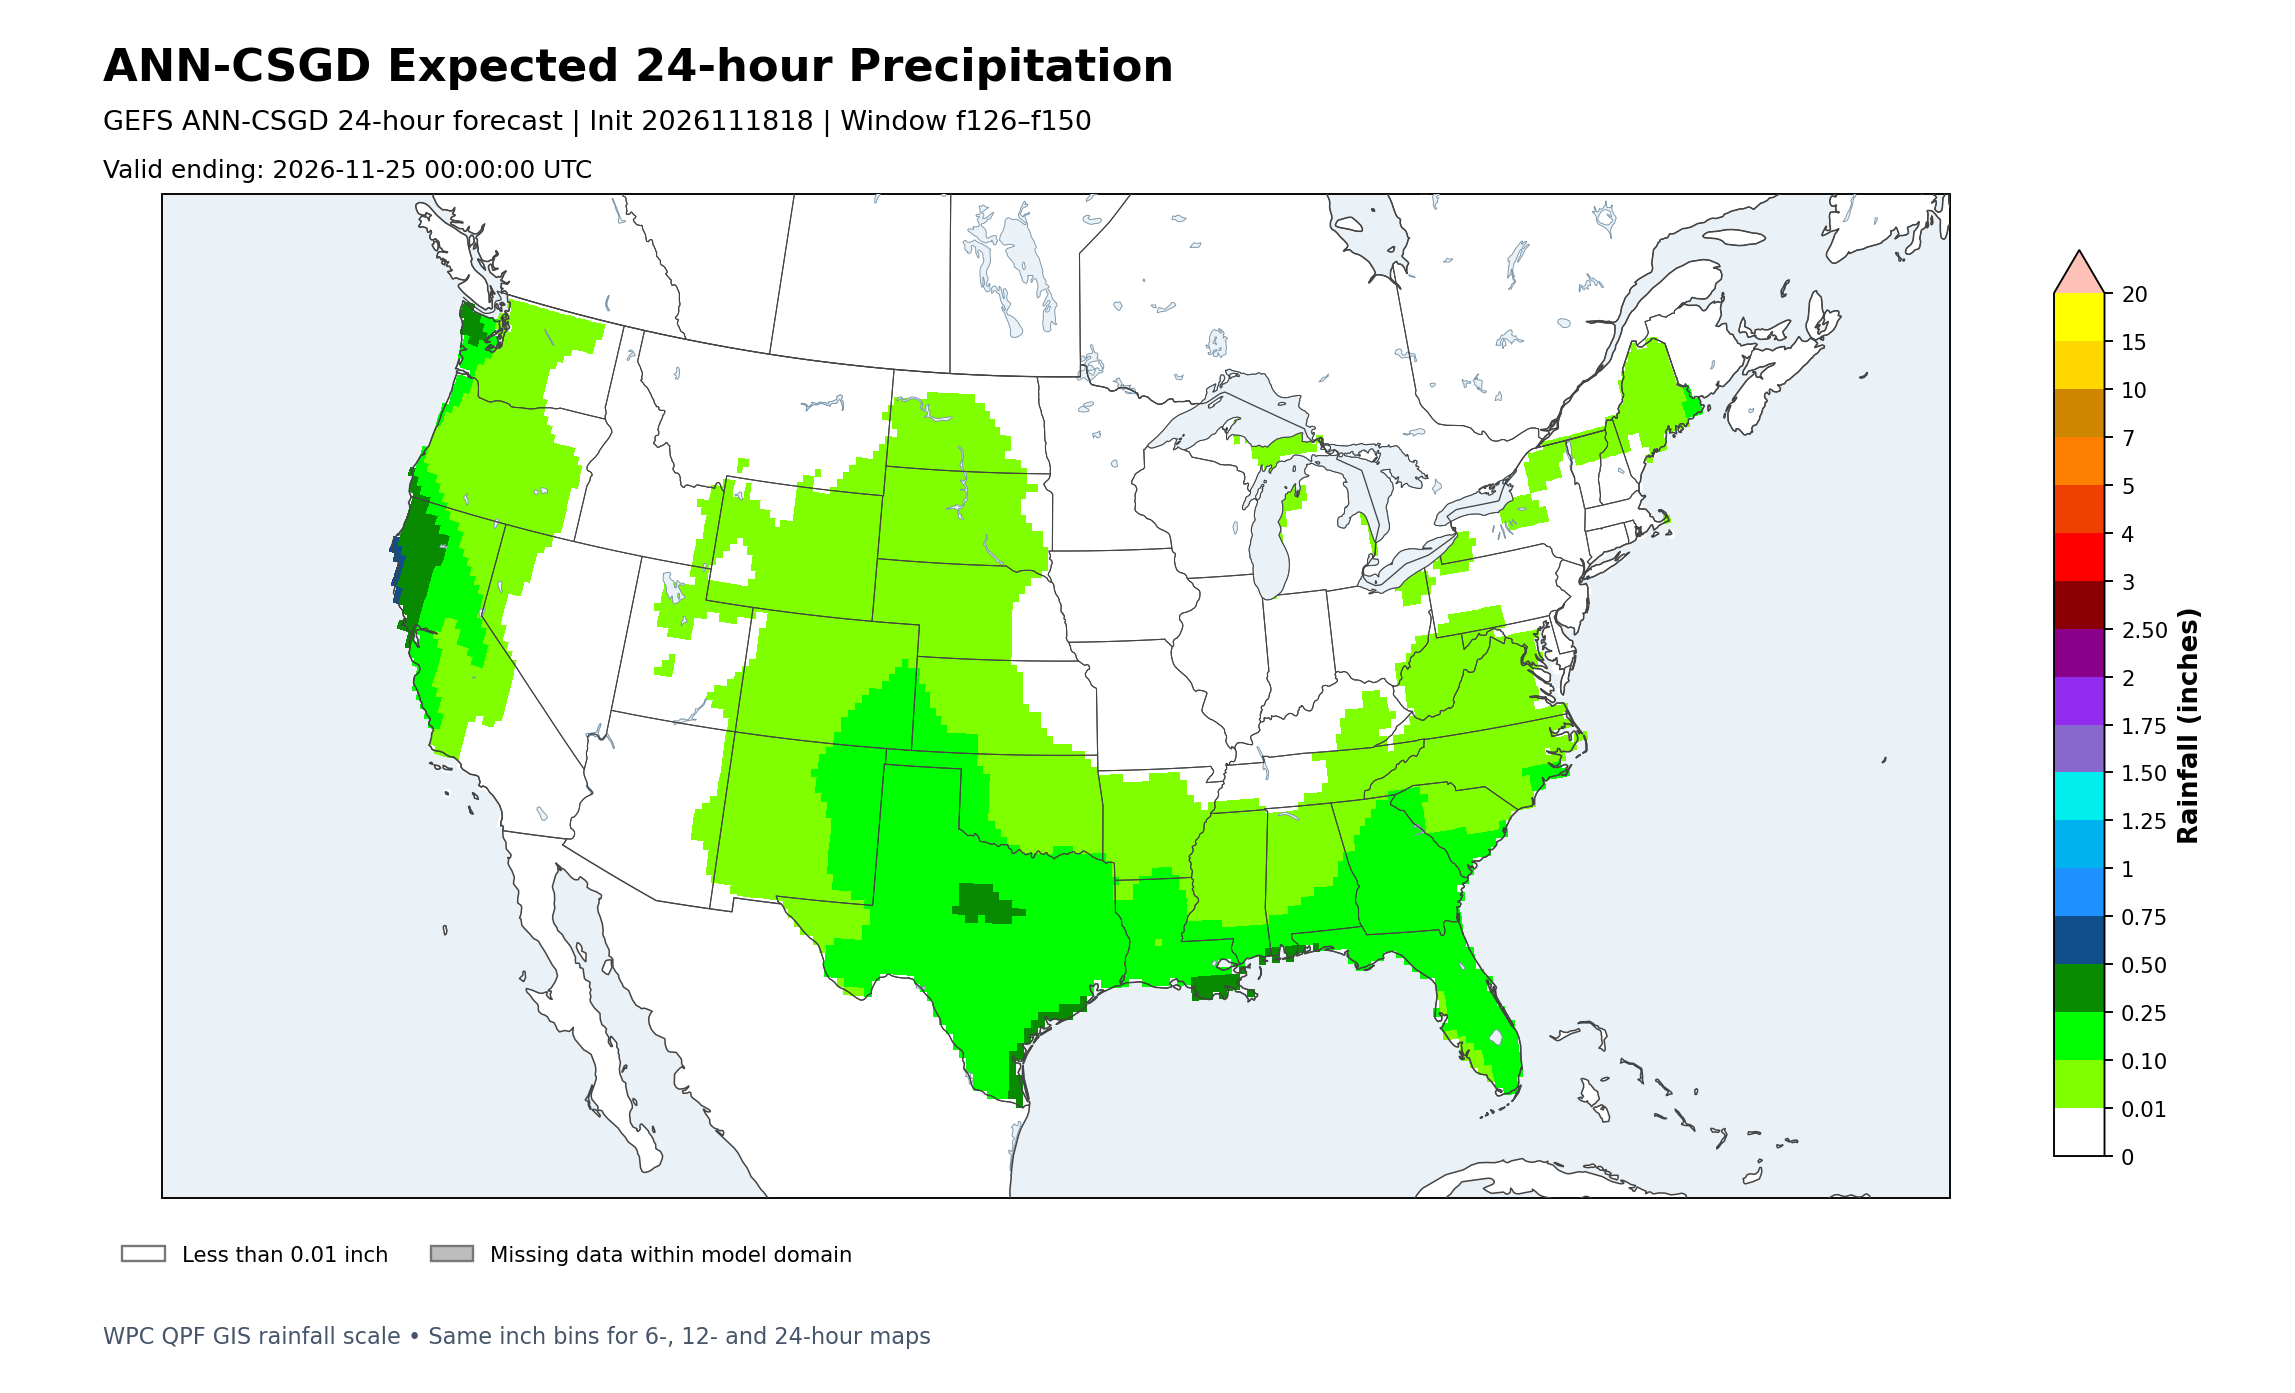 ANN-CSGD Expected 24-hour Precipitation
GEFS ANN-CSGD 24-hour forecast | Init 2026111818 | Window f126–f150
Valid ending: 2026-11-25 00:00:00 UTC
20
15
10
7
5
4
3
2.50
2
1.75
1.50
1.25
1
0.75
0.50
0.25
0.10
0.01
0
Rainfall (inches)
Less than 0.01 inch
Missing data within model domain
WPC QPF GIS rainfall scale • Same inch bins for 6-, 12- and 24-hour maps